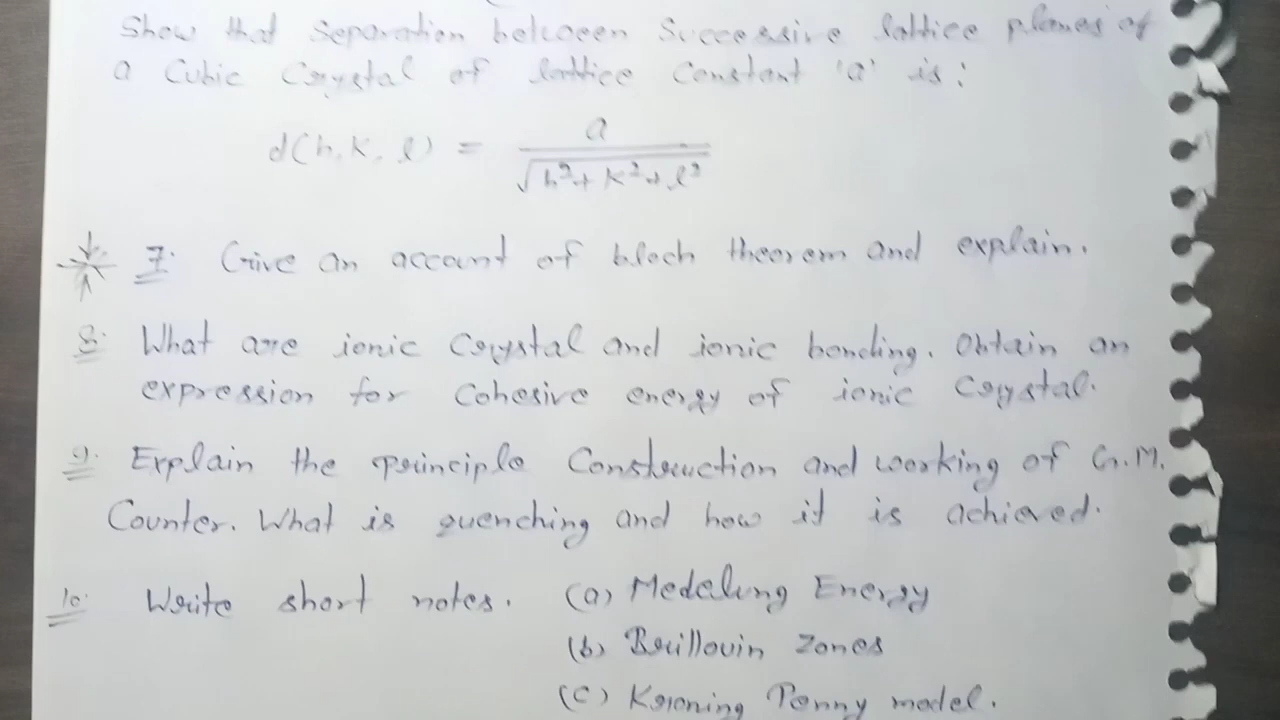 Show that Separation between Successive lattice planes of
a Cubic Crystal of lattice Constant 'a' is:
d(h, k, l) = a / √h²+k²+l²
7. Give an account of bloch theorem and explain.
8. What are ionic Crystal and ionic bonding. Obtain an
expression for Cohesive energy of ionic Crystal.
9. Explain the principle Construction and working of G.M.
Counter. What is quenching and how it is achieved.
10. Write short notes. (a) Medelung Energy
(b) Brillouin Zones
(c) Kroning Penny model.